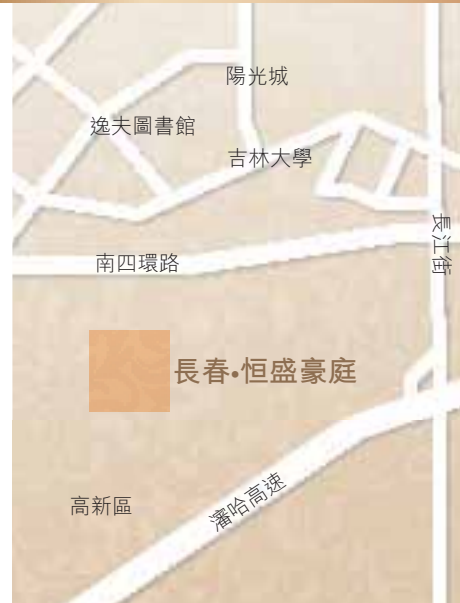 陽光城
逸夫圖書館
吉林大學
長江街
南四環路
長春•恒盛豪庭
高新區
瀋哈高速